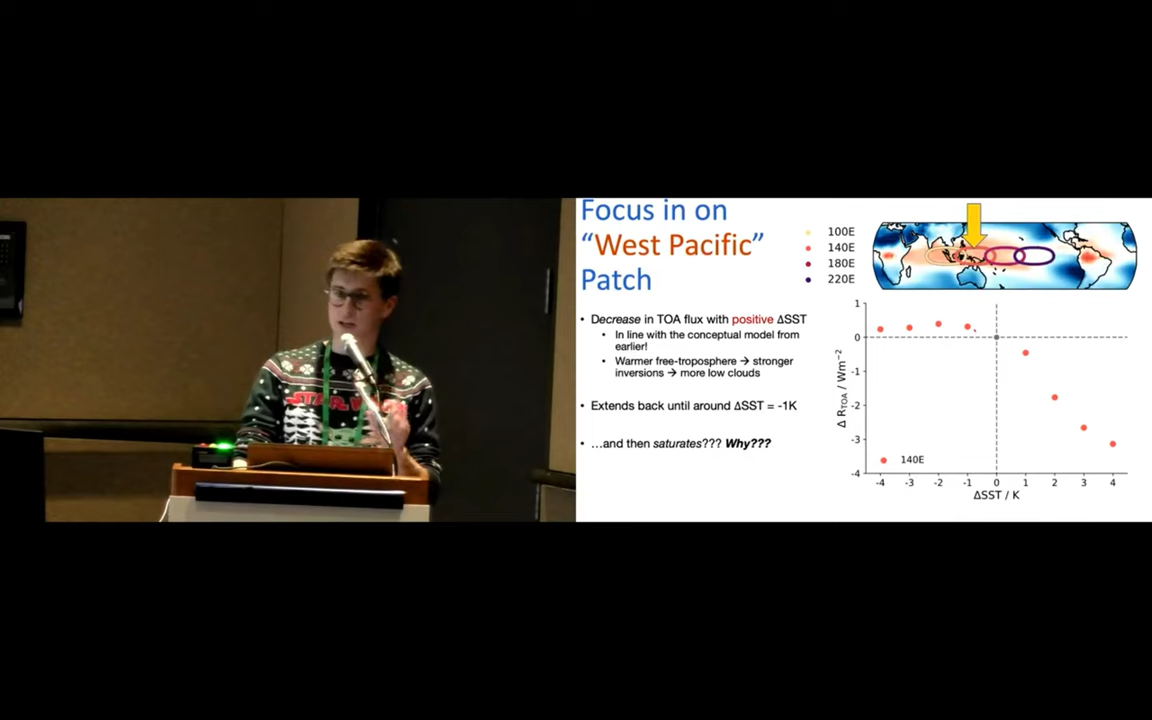 Focus in on
“West Pacific”
Patch
• Decrease in TOA flux with positive ΔSST
• In line with the conceptual model from
earlier!
• Warmer free-troposphere → stronger
inversions → more low clouds
• Extends back until around ΔSST = -1K
• …and then saturates??? Why???
100E
140E
180E
220E
1
0
-1
-2
-3
-4
Δ R_TOA / Wm⁻²
140E
-4 -3 -2 -1 0 1 2 3 4
ΔSST / K
STAR W